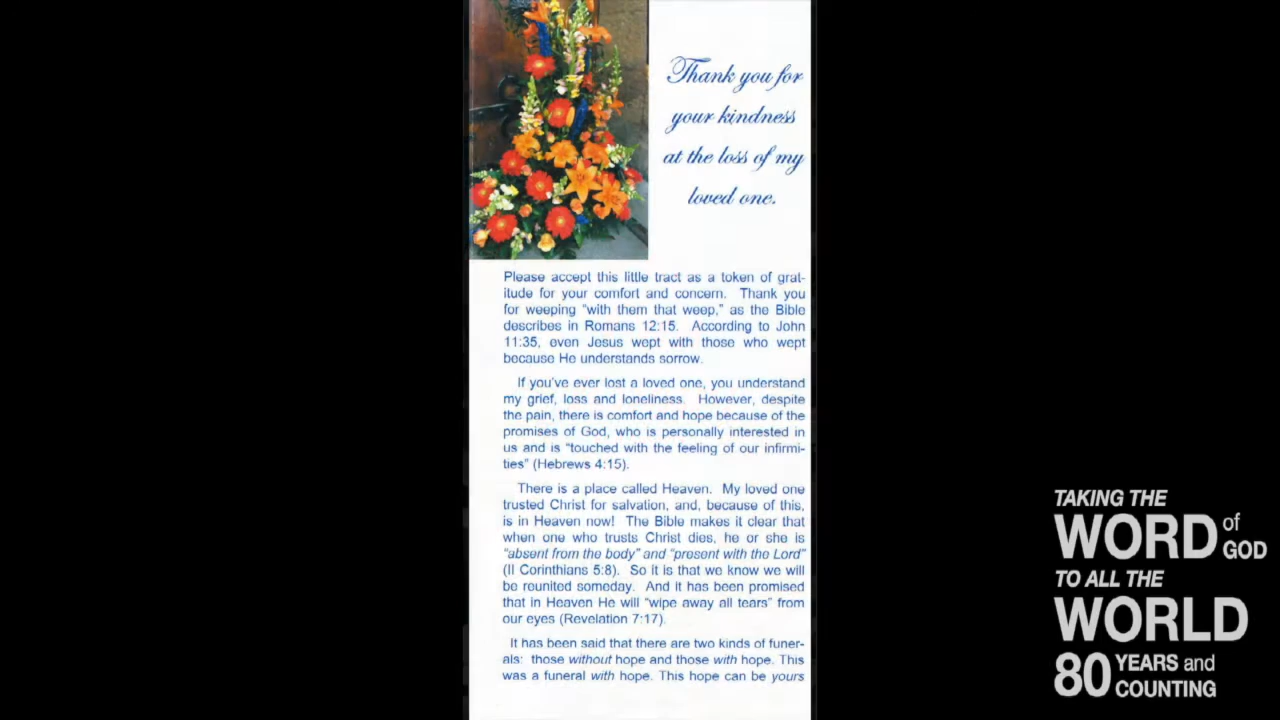 Thank you for
your kindness
at the loss of my
loved one.
Please accept this little tract as a token of grat-
itude for your comfort and concern. Thank you
for weeping “with them that weep,” as the Bible
describes in Romans 12:15. According to John
11:35, even Jesus wept with those who wept
because He understands sorrow.
If you’ve ever lost a loved one, you understand
my grief, loss and loneliness. However, despite
the pain, there is comfort and hope because of the
promises of God, who is personally interested in
us and is “touched with the feeling of our infirmi-
ties” (Hebrews 4:15).
There is a place called Heaven. My loved one
trusted Christ for salvation, and, because of this,
is in Heaven now! The Bible makes it clear that
when one who trusts Christ dies, he or she is
“absent from the body” and “present with the Lord”
(II Corinthians 5:8). So it is that we know we will
be reunited someday. And it has been promised
that in Heaven He will “wipe away all tears” from
our eyes (Revelation 7:17).
It has been said that there are two kinds of funer-
als: those without hope and those with hope. This
was a funeral with hope. This hope can be yours
TAKING THE
WORD of GOD
TO ALL THE
WORLD
80 YEARS and COUNTING